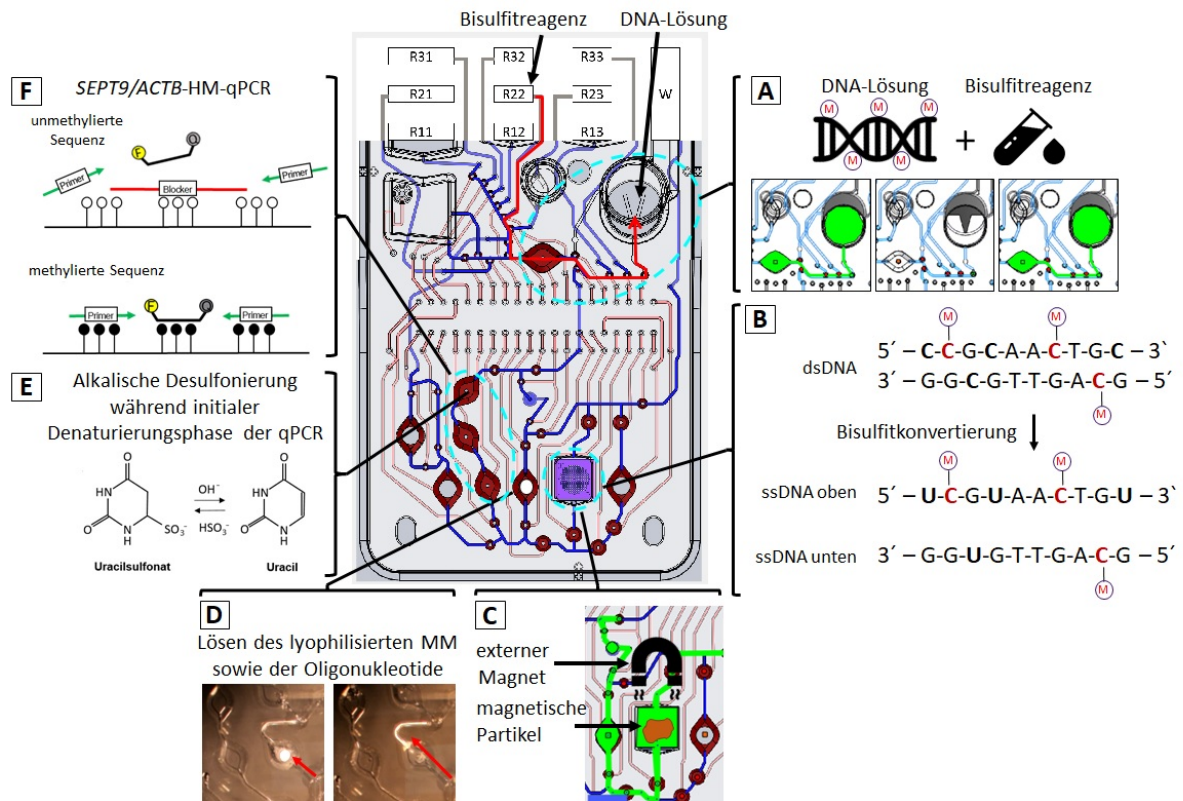 Bisulfitreagenz
DNA-Lösung
R31
R32
R33
R21
R22
R23
W
R11
R12
R13
F
SEPT9/ACTB-HM-qPCR
unmethylierte
Sequenz
F
Q
Primer
Blocker
Primer
methylierte Sequenz
Primer
F
Q
Primer
E
Alkalische Desulfonierung
während initialer
Denaturierungsphase der qPCR
O
HN
O
N
H
SO₃⁻
OH⁻
HSO₃⁻
O
HN
O
N
H
Uracilsulfonat
Uracil
A
DNA-Lösung
Bisulfitreagenz
M M M
+
M M
B
M M
5´ – C-C-G-C-A-A-C-T-G-C – 3`
dsDNA
3´ – G-G-C-G-T-T-G-A-C-G – 5´
M
Bisulfitkonvertierung
M M
ssDNA oben 5´ – U-C-G-U-A-A-C-T-G-U – 3`
ssDNA unten 3´ – G-G-U-G-T-T-G-A-C-G – 5´
M
D
Lösen des lyophilisierten MM
sowie der Oligonukleotide
C
externer
Magnet
magnetische
Partikel